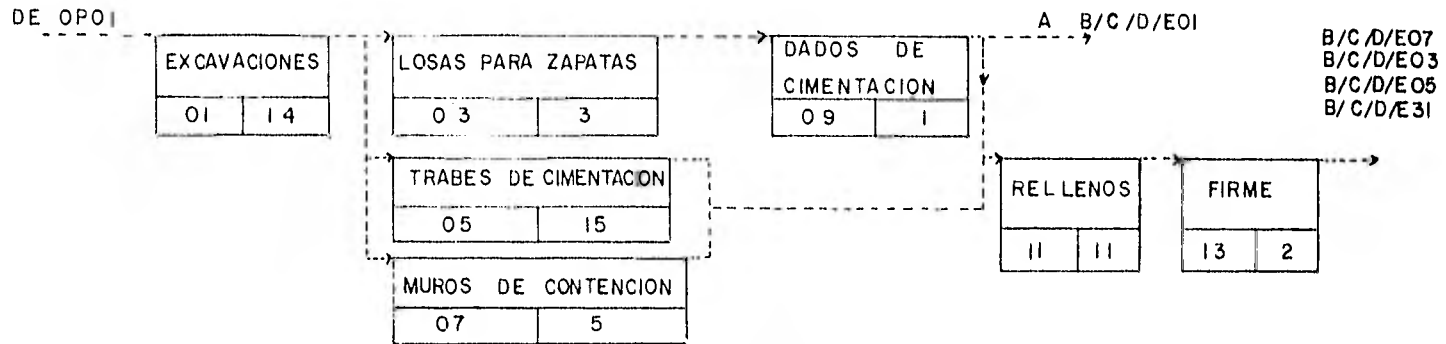 DE OPO1
A B/C/D/E01
B/C/D/E07
B/C/D/E03
B/C/D/E05
B/C/D/E31
EXCAVACIONES
01 14
LOSAS PARA ZAPATAS
03 3
DADOS DE
CIMENTACION
09 1
TRABES DE CIMENTACON
05 15
MUROS DE CONTENCION
07 5
RELLENOS
11 11
FIRME
13 2